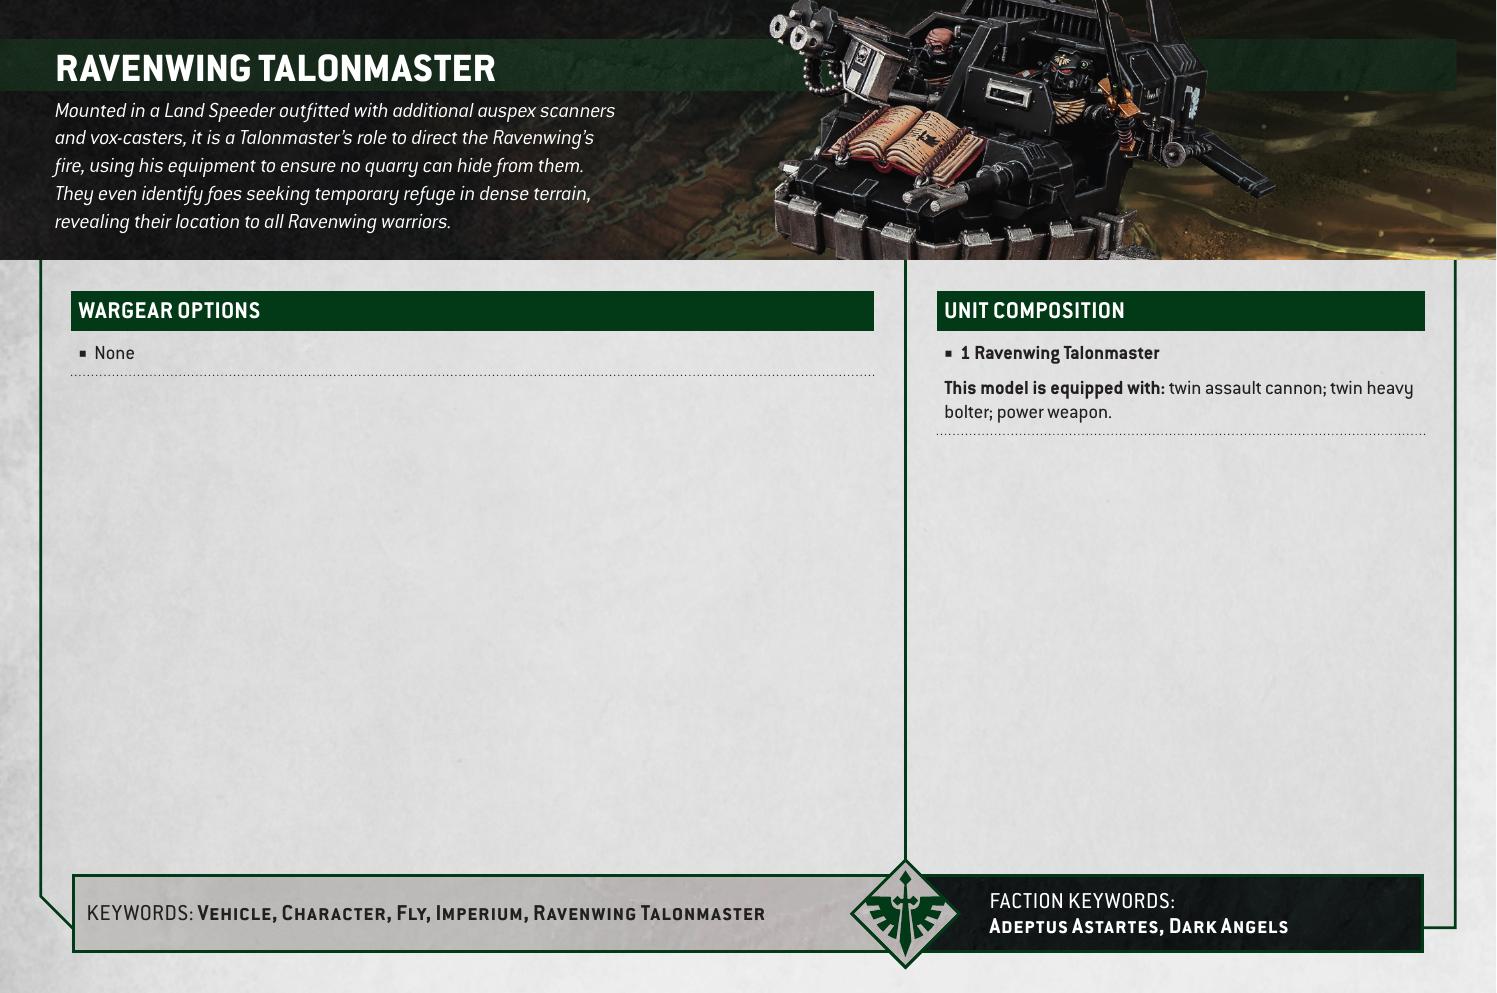 RAVENWING TALONMASTER
Mounted in a Land Speeder outfitted with additional auspex scanners
and vox-casters, it is a Talonmaster’s role to direct the Ravenwing’s
fire, using his equipment to ensure no quarry can hide from them.
They even identify foes seeking temporary refuge in dense terrain,
revealing their location to all Ravenwing warriors.
WARGEAR OPTIONS
▪ None
UNIT COMPOSITION
▪ 1 Ravenwing Talonmaster
This model is equipped with: twin assault cannon; twin heavy
bolter; power weapon.
KEYWORDS: Vehicle, Character, Fly, Imperium, Ravenwing Talonmaster
FACTION KEYWORDS:
Adeptus Astartes, Dark Angels